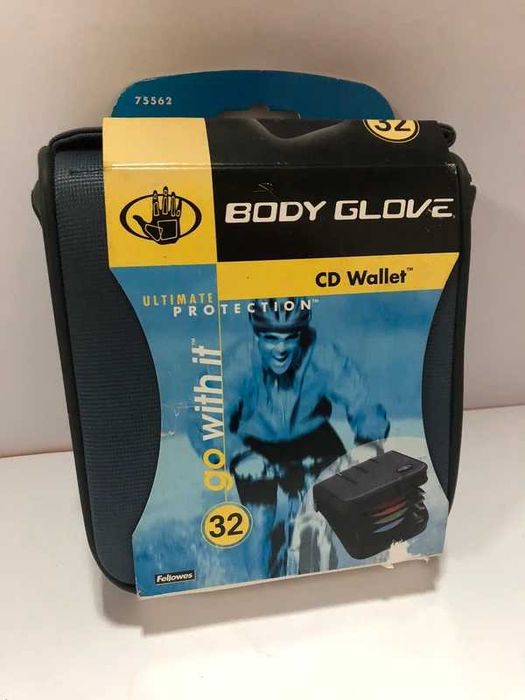 75562
32
BODY GLOVE
CD Wallet™
ULTIMATE
PROTECTION™
go with it™
32
Fellowes